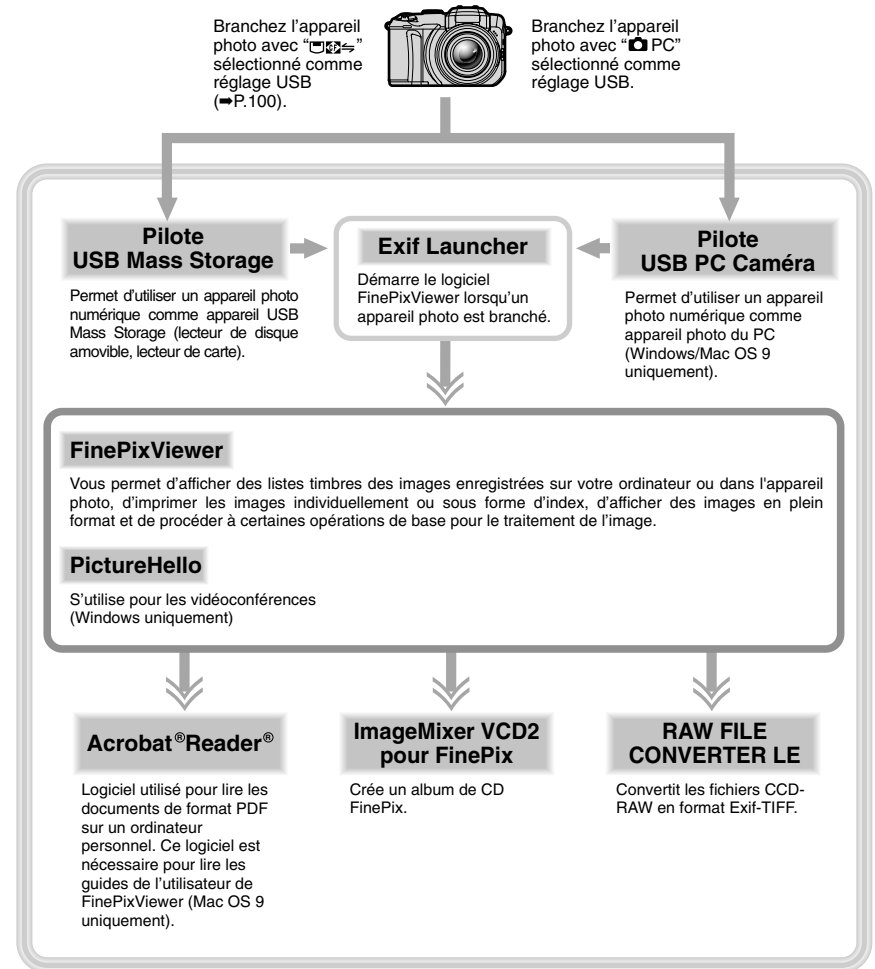 Branchez l’appareil
photo avec “ ”
sélectionné comme
réglage USB
(➡P.100).
Branchez l’appareil
photo avec “ PC”
sélectionné comme
réglage USB.
Pilote
USB Mass Storage
Permet d’utiliser un appareil photo
numérique comme appareil USB
Mass Storage (lecteur de disque
amovible, lecteur de carte).
Exif Launcher
Démarre le logiciel
FinePixViewer lorsqu’un
appareil photo est branché.
Pilote
USB PC Caméra
Permet d’utiliser un appareil
photo numérique comme
appareil photo du PC
(Windows/Mac OS 9
uniquement).
FinePixViewer
Vous permet d’afficher des listes timbres des images enregistrées sur votre ordinateur ou dans l'appareil
photo, d’imprimer les images individuellement ou sous forme d’index, d’afficher des images en plein
format et de procéder à certaines opérations de base pour le traitement de l’image.
PictureHello
S’utilise pour les vidéoconférences
(Windows uniquement)
Acrobat®Reader®
Logiciel utilisé pour lire les
documents de format PDF
sur un ordinateur
personnel. Ce logiciel est
nécessaire pour lire les
guides de l’utilisateur de
FinePixViewer (Mac OS 9
uniquement).
ImageMixer VCD2
pour FinePix
Crée un album de CD
FinePix.
RAW FILE
CONVERTER LE
Convertit les fichiers CCD-
RAW en format Exif-TIFF.